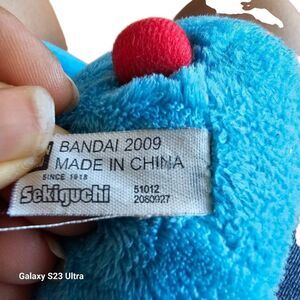 BANDAI 2009
MADE IN CHINA
SINCE 1918
Sekiguchi
51012
2080927
Galaxy S23 Ultra